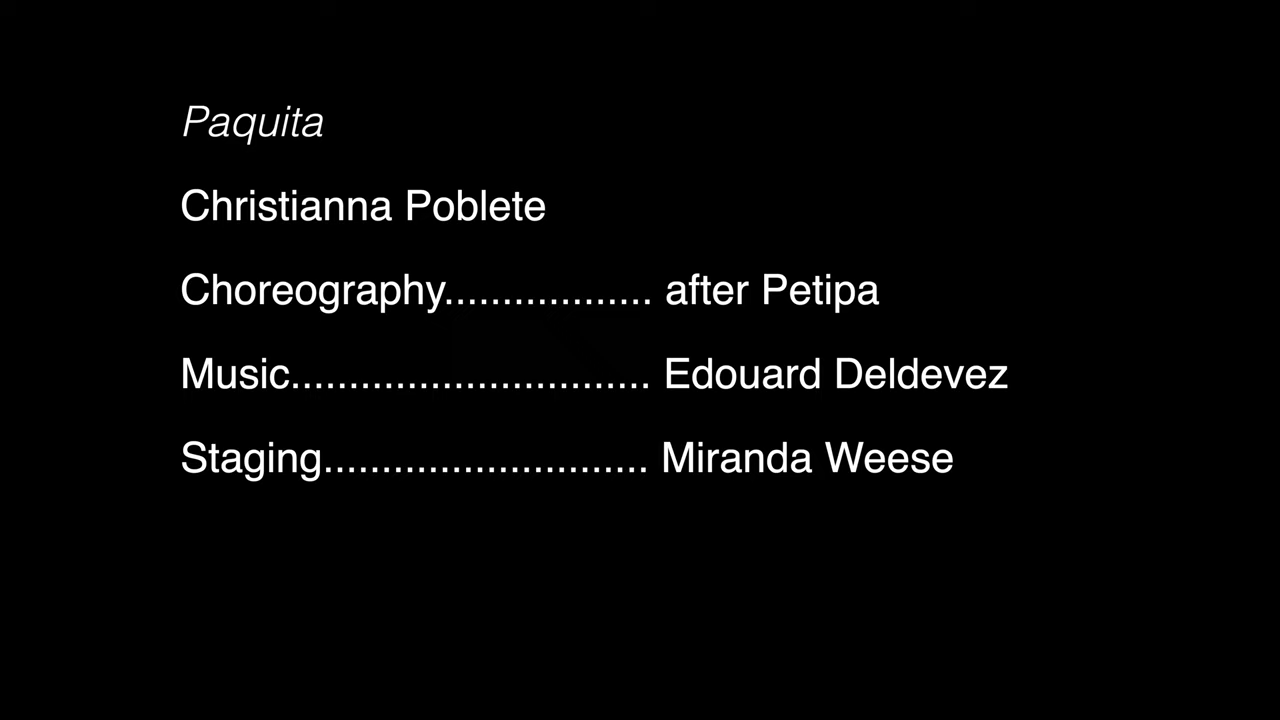 Paquita
Christianna Poblete
Choreography.................. after Petipa
Music............................... Edouard Deldevez
Staging............................ Miranda Weese